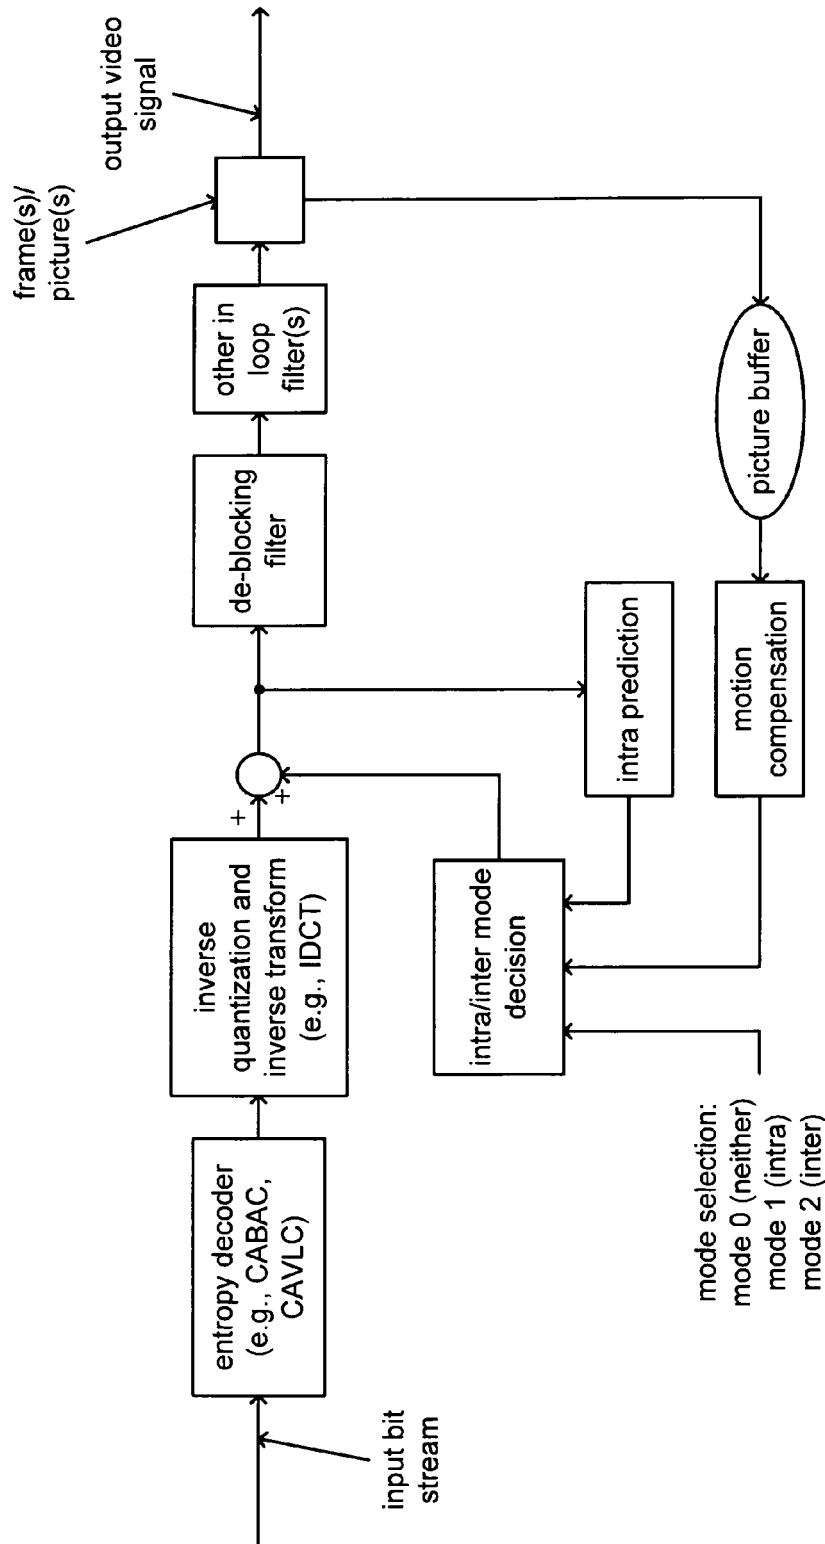 input bit
stream
entropy decoder
(e.g., CABAC,
CAVLC)
inverse
quantization and
inverse transform
(e.g., IDCT)
+
+
de-blocking
filter
other in
loop
filter(s)
frame(s)/
picture(s)
output video
signal
intra/inter mode
decision
intra prediction
motion
compensation
picture buffer
mode selection:
mode 0 (neither)
mode 1 (intra)
mode 2 (inter)